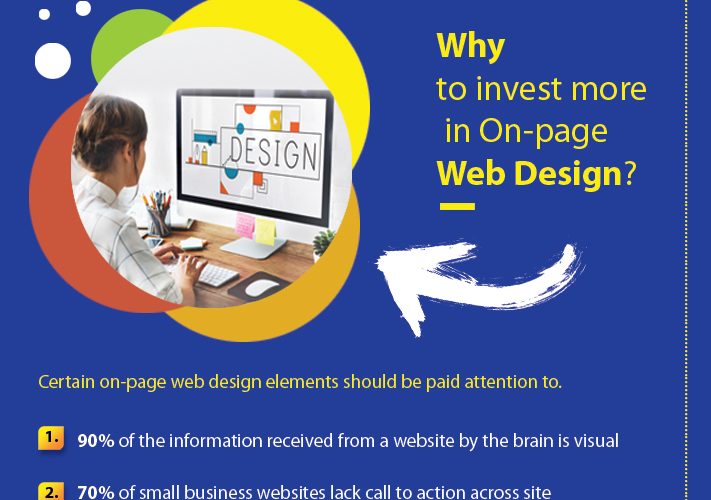 Why
to invest more
in On-page
Web Design?
DESIGN
Certain on-page web design elements should be paid attention to.
1. 90% of the information received from a website by the brain is visual
2. 70% of small business websites lack call to action across site